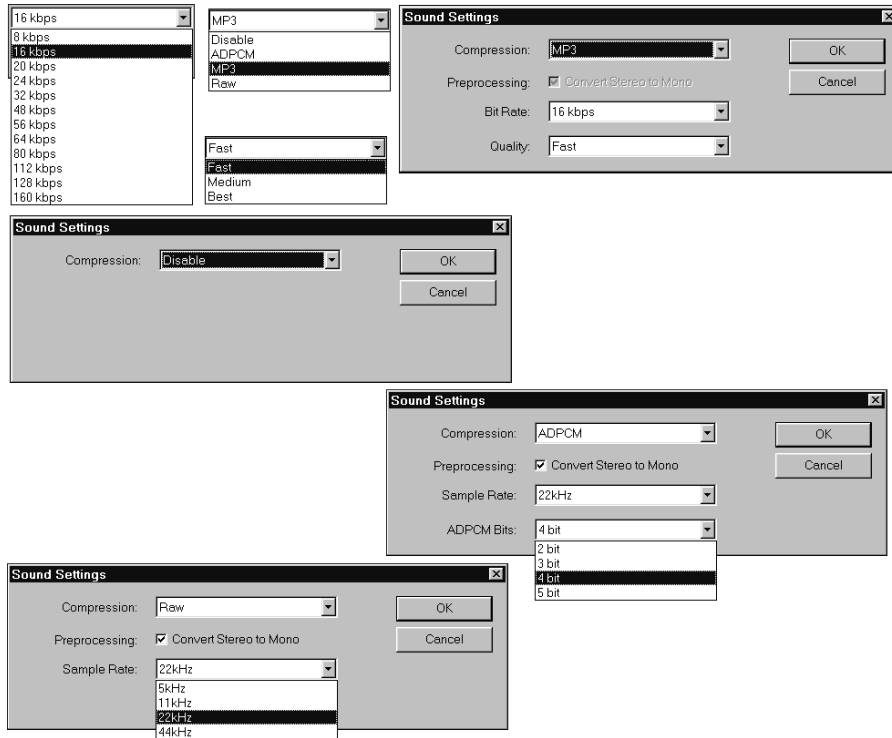 16 kbps
8 kbps
16 kbps
20 kbps
24 kbps
32 kbps
48 kbps
56 kbps
64 kbps
80 kbps
112 kbps
128 kbps
160 kbps
MP3
Disable
ADPCM
MP3
Raw
Fast
Fast
Medium
Best
Sound Settings
Compression: MP3 OK
Preprocessing: Convert Stereo to Mono Cancel
Bit Rate: 16 kbps
Quality: Fast
Sound Settings
Compression: Disable OK
Cancel
Sound Settings
Compression: ADPCM OK
Preprocessing: Convert Stereo to Mono Cancel
Sample Rate: 22kHz
ADPCM Bits: 4 bit
2 bit
3 bit
4 bit
5 bit
Sound Settings
Compression: Raw OK
Preprocessing: Convert Stereo to Mono Cancel
Sample Rate: 22kHz
5kHz
11kHz
22kHz
44kHz